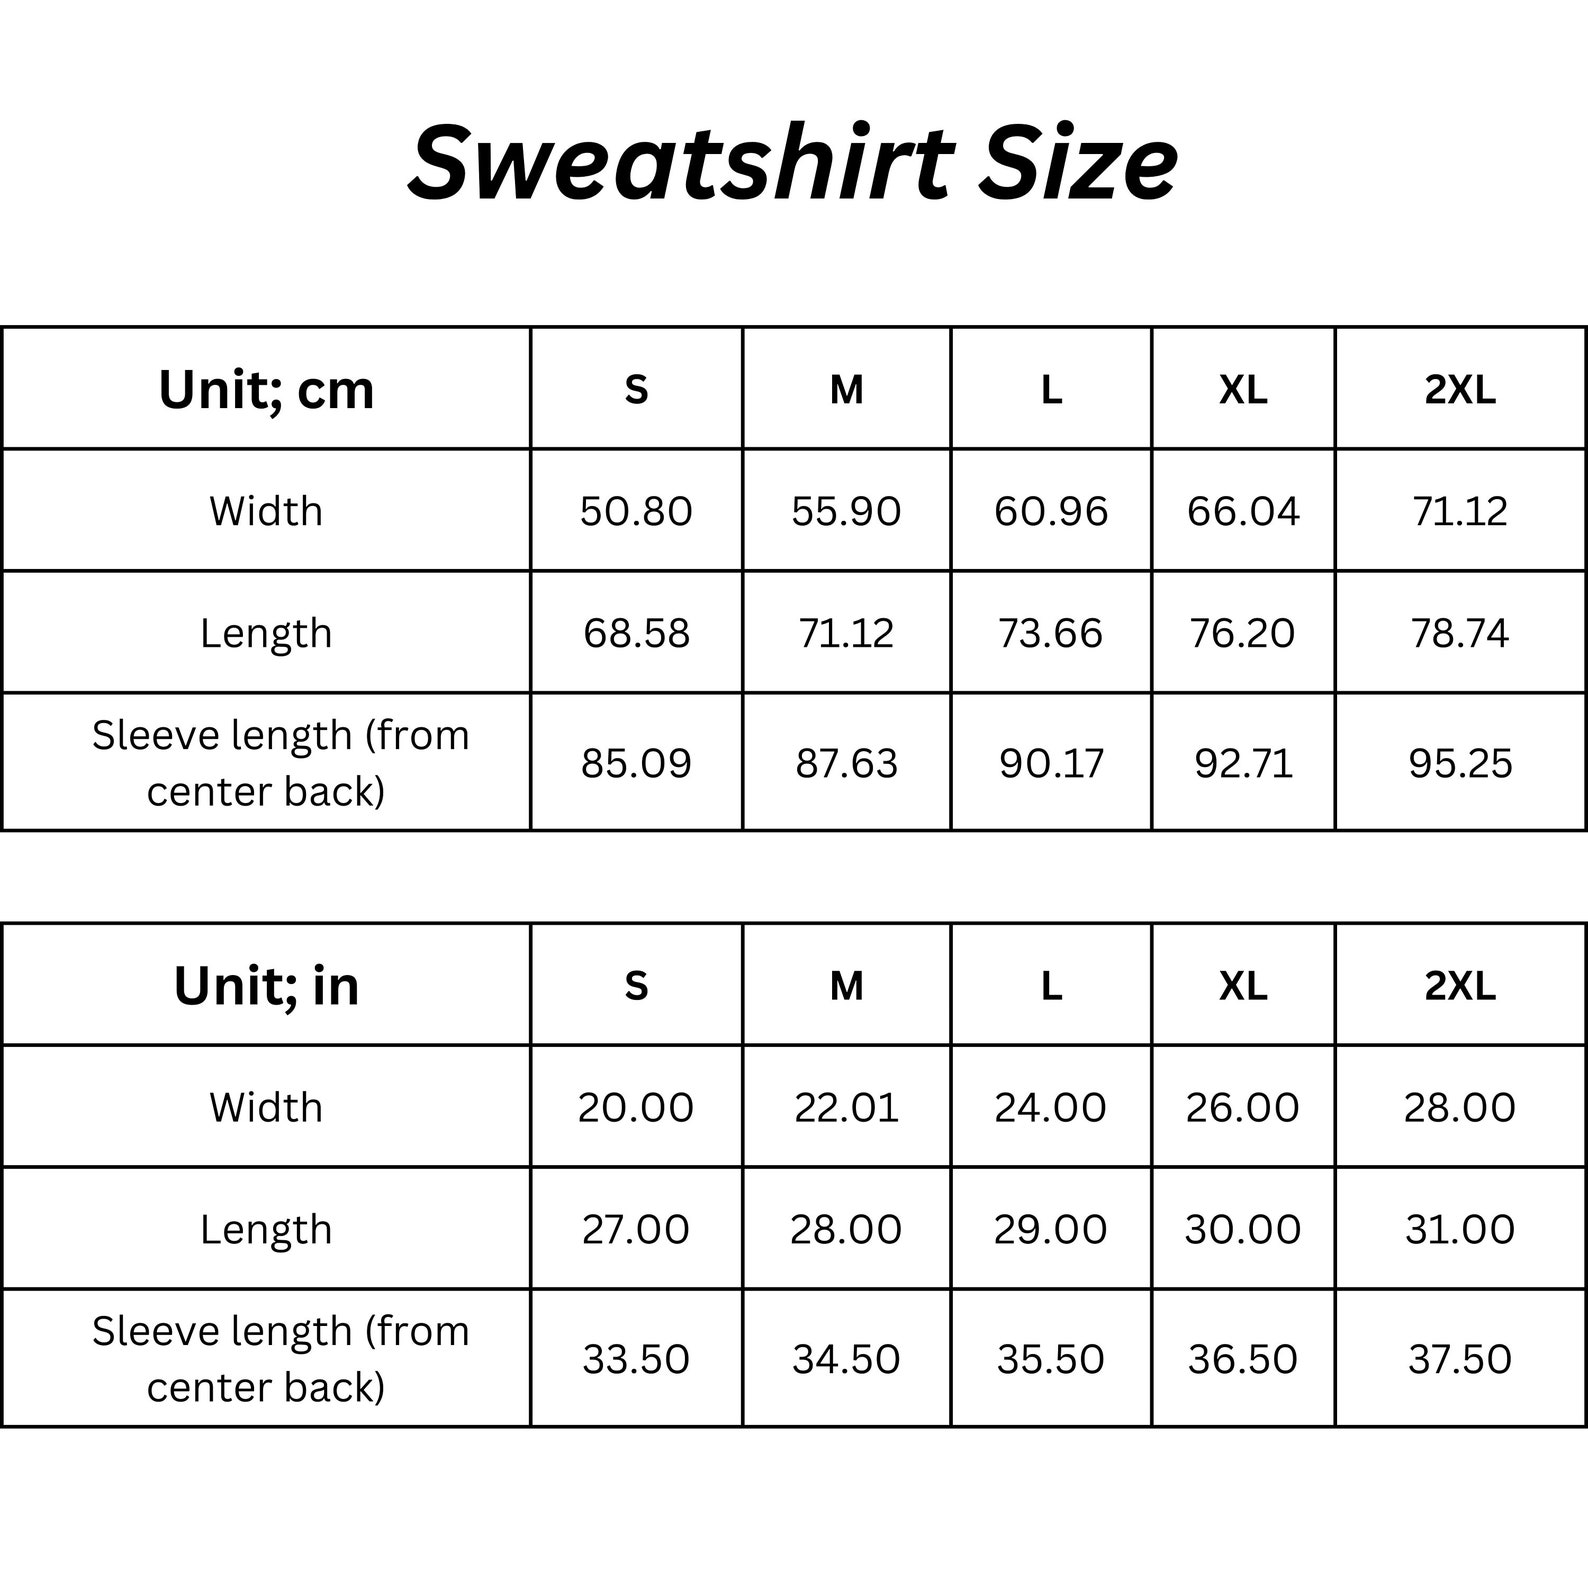 Sweatshirt Size
Unit; cm S M L XL 2XL
Width 50.80 55.90 60.96 66.04 71.12
Length 68.58 71.12 73.66 76.20 78.74
Sleeve length (from
center back) 85.09 87.63 90.17 92.71 95.25
Unit; in S M L XL 2XL
Width 20.00 22.01 24.00 26.00 28.00
Length 27.00 28.00 29.00 30.00 31.00
Sleeve length (from
center back) 33.50 34.50 35.50 36.50 37.50